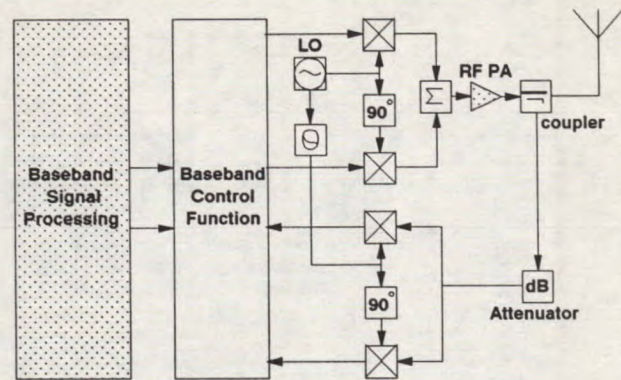 LO
RF PA
Σ
90°
coupler
Ø
Baseband
Signal
Processing
Baseband
Control
Function
dB
Attenuator
90°